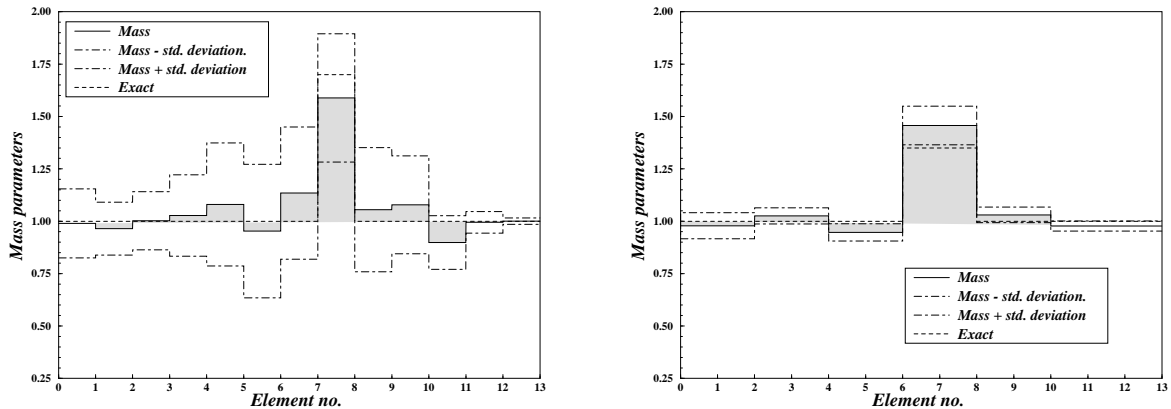 2.00
1.75
1.50
1.25
1.00
0.75
0.50
0.25
Mass parameters
Mass
Mass - std. deviation.
Mass + std. deviation
Exact
0 1 2 3 4 5 6 7 8 9 10 11 12 13
Element no.
2.00
1.75
1.50
1.25
1.00
0.75
0.50
0.25
Mass parameters
Mass
Mass - std. deviation.
Mass + std. deviation
Exact
0 1 2 3 4 5 6 7 8 9 10 11 12 13
Element no.